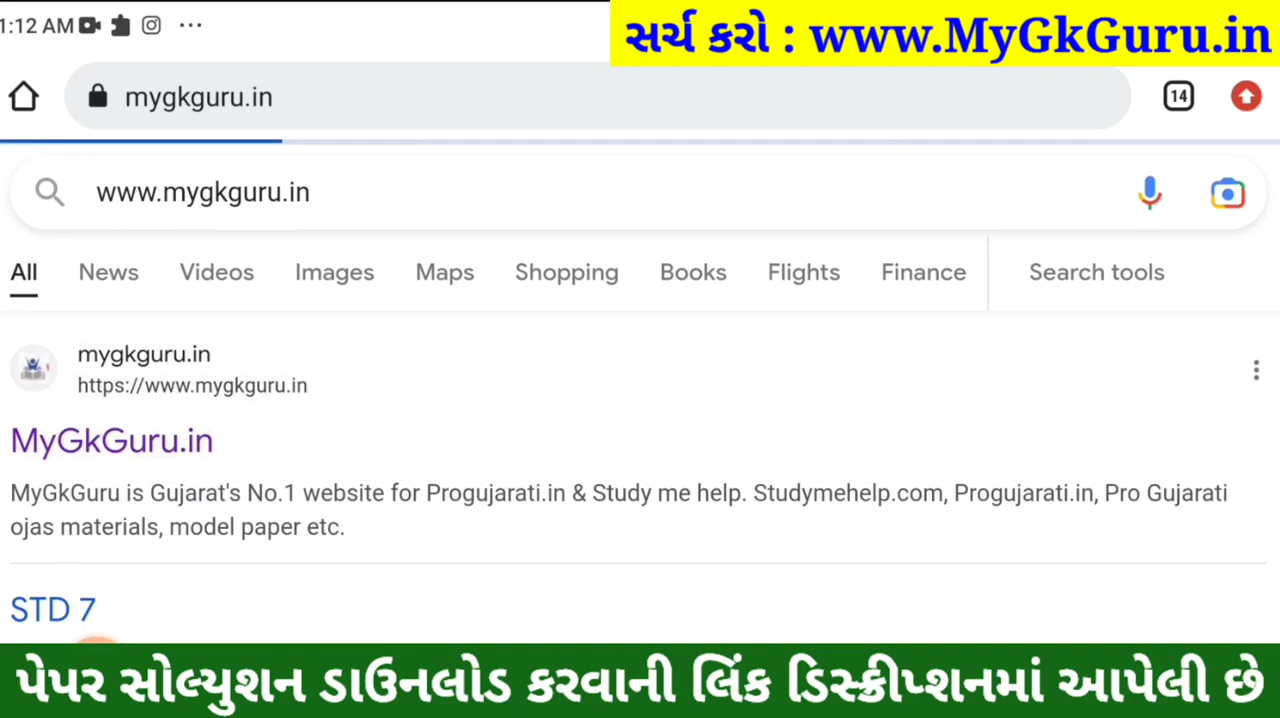 1:12 AM
સર્ચ કરો : www.MyGkGuru.in
mygkguru.in
14
www.mygkguru.in
All News Videos Images Maps Shopping Books Flights Finance Search tools
mygkguru.in
https://www.mygkguru.in
MyGkGuru.in
MyGkGuru is Gujarat's No.1 website for Progujarati.in & Study me help. Studymehelp.com, Progujarati.in, Pro Gujarati
ojas materials, model paper etc.
STD 7
પેપર સોલ્યુશન ડાઉનલોડ કરવાની લિંક ડિસ્ક્રીપ્શનમાં આપેલી છે